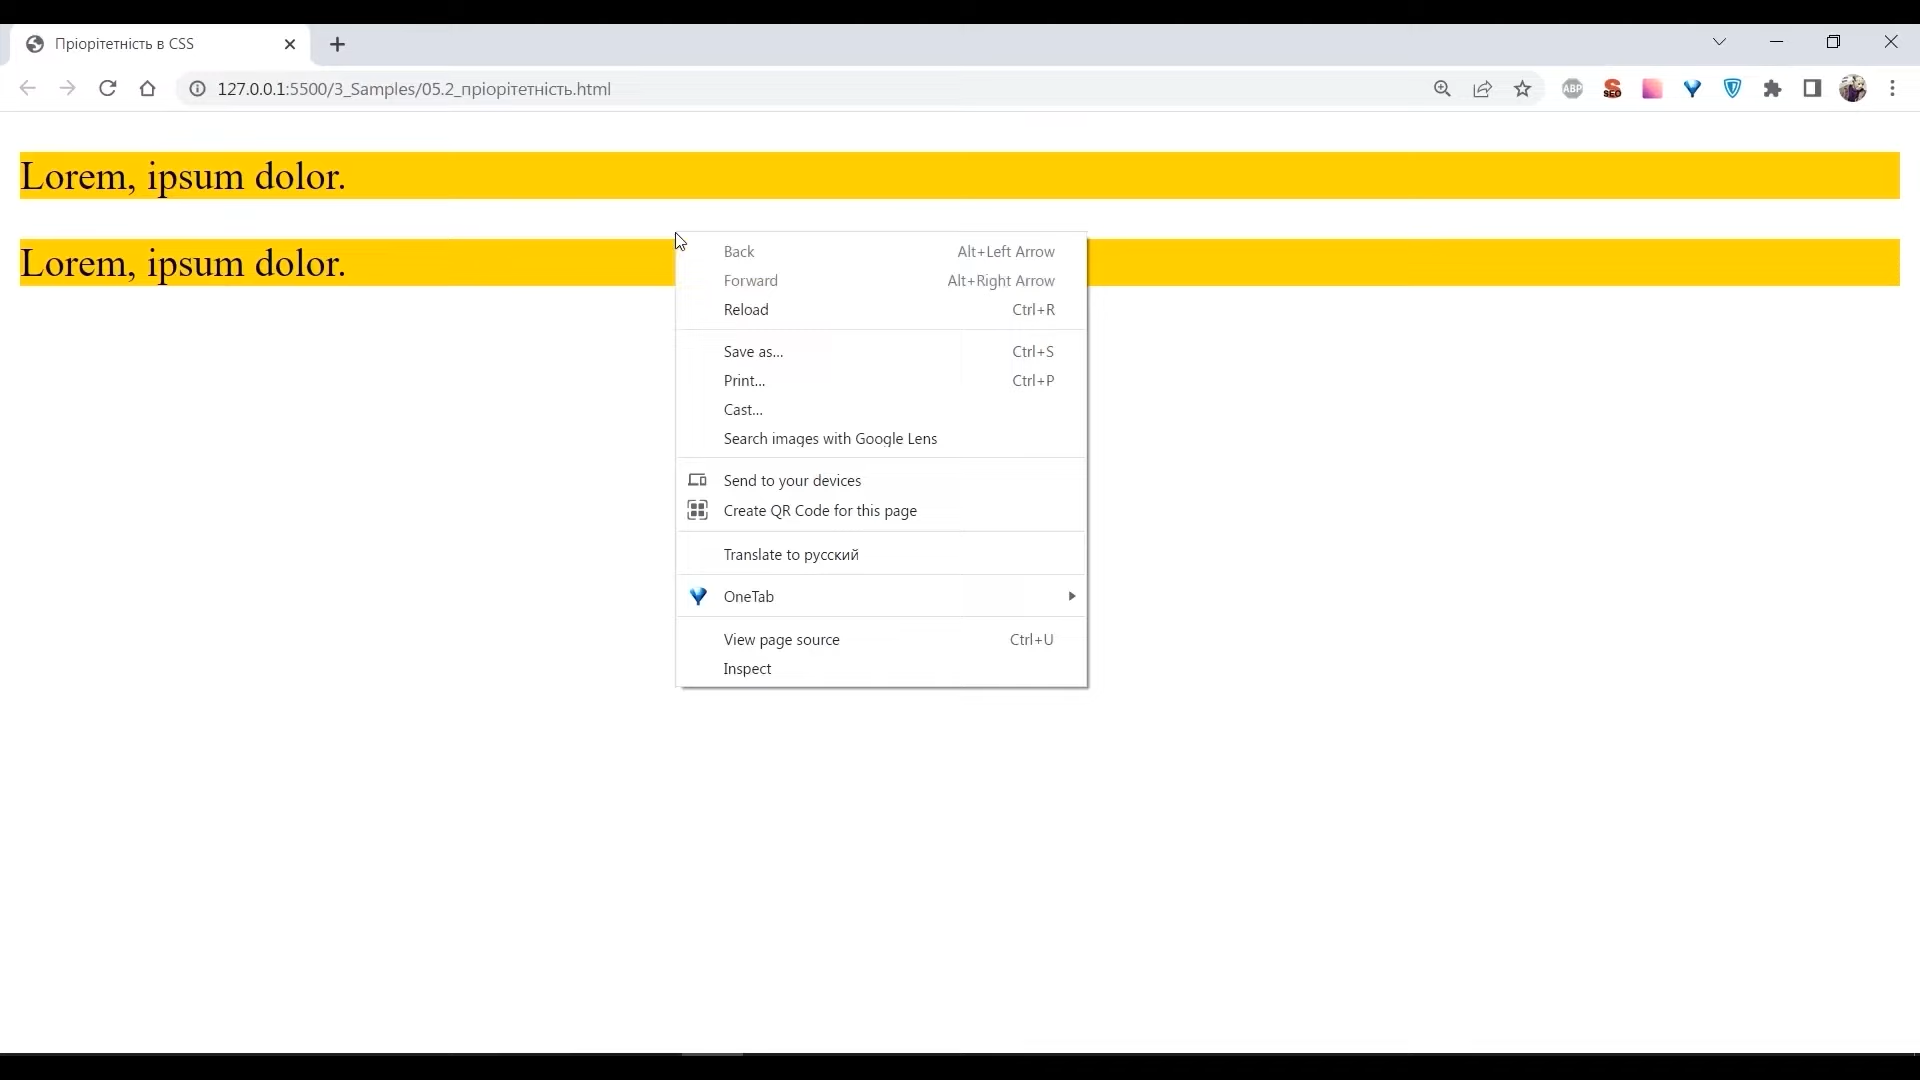 Пріорітетність в CSS
127.0.0.1:5500/3_Samples/05.2_пріорітетність.html
ABP
SEO
Lorem, ipsum dolor.
Lorem, ipsum dolor.
Back Alt+Left Arrow
Forward Alt+Right Arrow
Reload Ctrl+R
Save as... Ctrl+S
Print... Ctrl+P
Cast...
Search images with Google Lens
Send to your devices
Create QR Code for this page
Translate to русский
OneTab
View page source Ctrl+U
Inspect